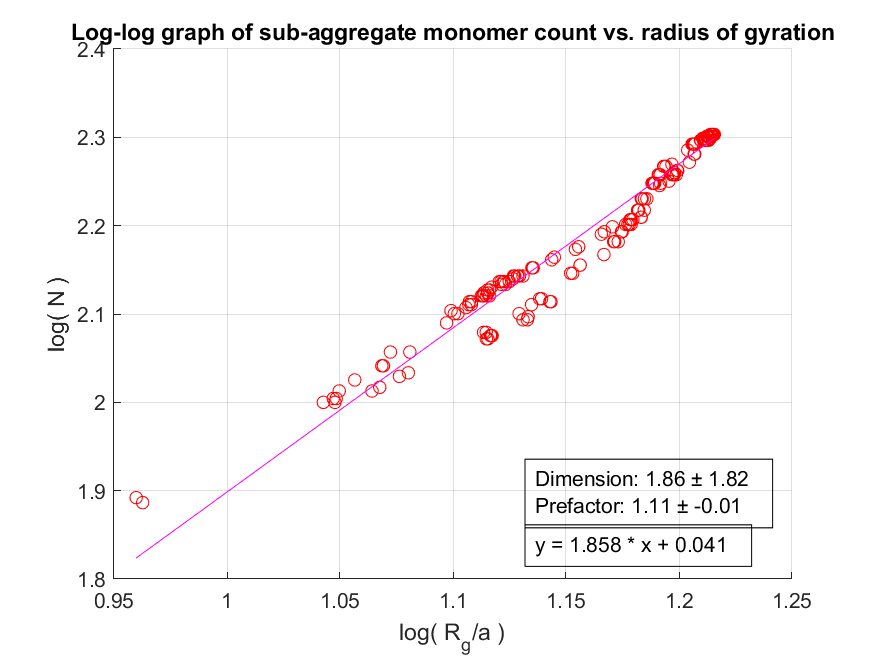 Log-log graph of sub-aggregate monomer count vs. radius of gyration
2.4
2.3
2.2
2.1
2
1.9
1.8
log( N )
Dimension: 1.86 ± 1.82
Prefactor: 1.11 ± -0.01
y = 1.858 * x + 0.041
0.95
1
1.05
1.1
1.15
1.2
1.25
log( Rg/a )